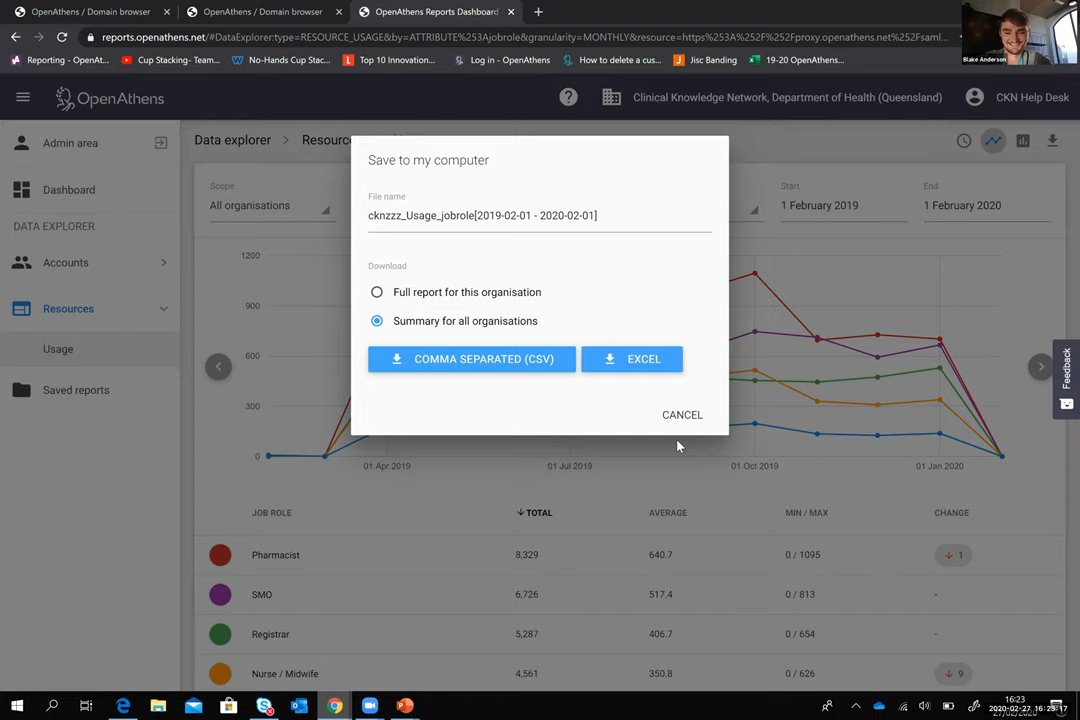 OpenAthens / Domain browser
OpenAthens / Domain browser
OpenAthens Reports Dashboard
reports.openathens.net/#DataExplorer:type=RESOURCE_USAGE&by=ATTRIBUTE%253Ajobrole&granularity=MONTHLY&resource=https%253A%252F%252Fproxy.openathens.net%252Fsaml...
Reporting - OpenAt...
Cup Stacking- Team...
No-Hands Cup Stac...
Top 10 Innovation...
Log in - OpenAthens
How to delete a cus...
Jisc Banding
19-20 OpenAthens...
Blake Anderson
OpenAthens
Clinical Knowledge Network, Department of Health (Queensland)
CKN Help Desk
Admin area
Dashboard
DATA EXPLORER
Accounts
Resources
Usage
Saved reports
Data explorer
Scope
All organisations
Start
1 February 2019
End
1 February 2020
Save to my computer
File name
cknzzz_Usage_jobrole[2019-02-01 - 2020-02-01]
Download
Full report for this organisation
Summary for all organisations
COMMA SEPARATED (CSV)
EXCEL
CANCEL
Feedback
1200
900
600
300
0
01 Apr 2019
01 Jul 2019
01 Oct 2019
01 Jan 2020
JOB ROLE
TOTAL
AVERAGE
MIN / MAX
CHANGE
Pharmacist
8,329
640.7
0 / 1095
1
SMO
6,726
517.4
0 / 813
-
Registrar
5,287
406.7
0 / 654
-
Nurse / Midwife
4,561
350.8
0 / 626
9
16:23
2020-02-27 16:23:17